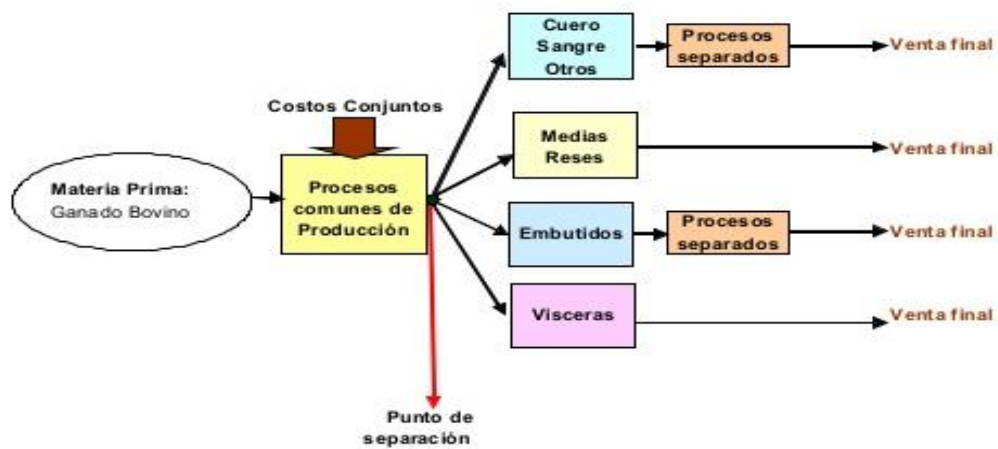 Cuero
Sangre
Otros
Procesos
separados
Venta final
Costos Conjuntos
Medias
Reses
Venta final
Materia Prima:
Ganado Bovino
Procesos
comunes de
Producción
Embutidos
Procesos
separados
Venta final
Visceras
Venta final
Punto de
separación